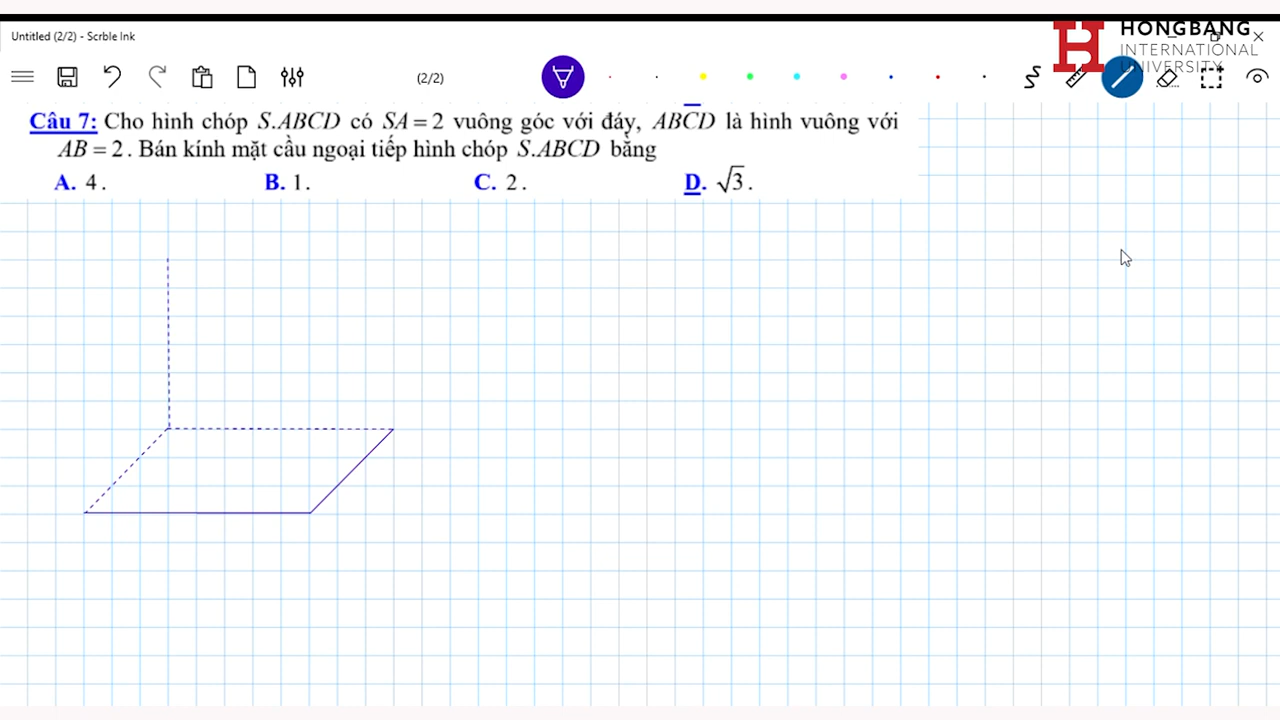 Untitled (2/2) - Scrble Ink
HONGBANG
INTERNATIONAL
UNIVERSITY
(2/2)
Câu 7: Cho hình chóp S.ABCD có SA = 2 vuông góc với đáy, ABCD là hình vuông với
AB = 2. Bán kính mặt cầu ngoại tiếp hình chóp S.ABCD bằng
A. 4. B. 1. C. 2. D. √3.